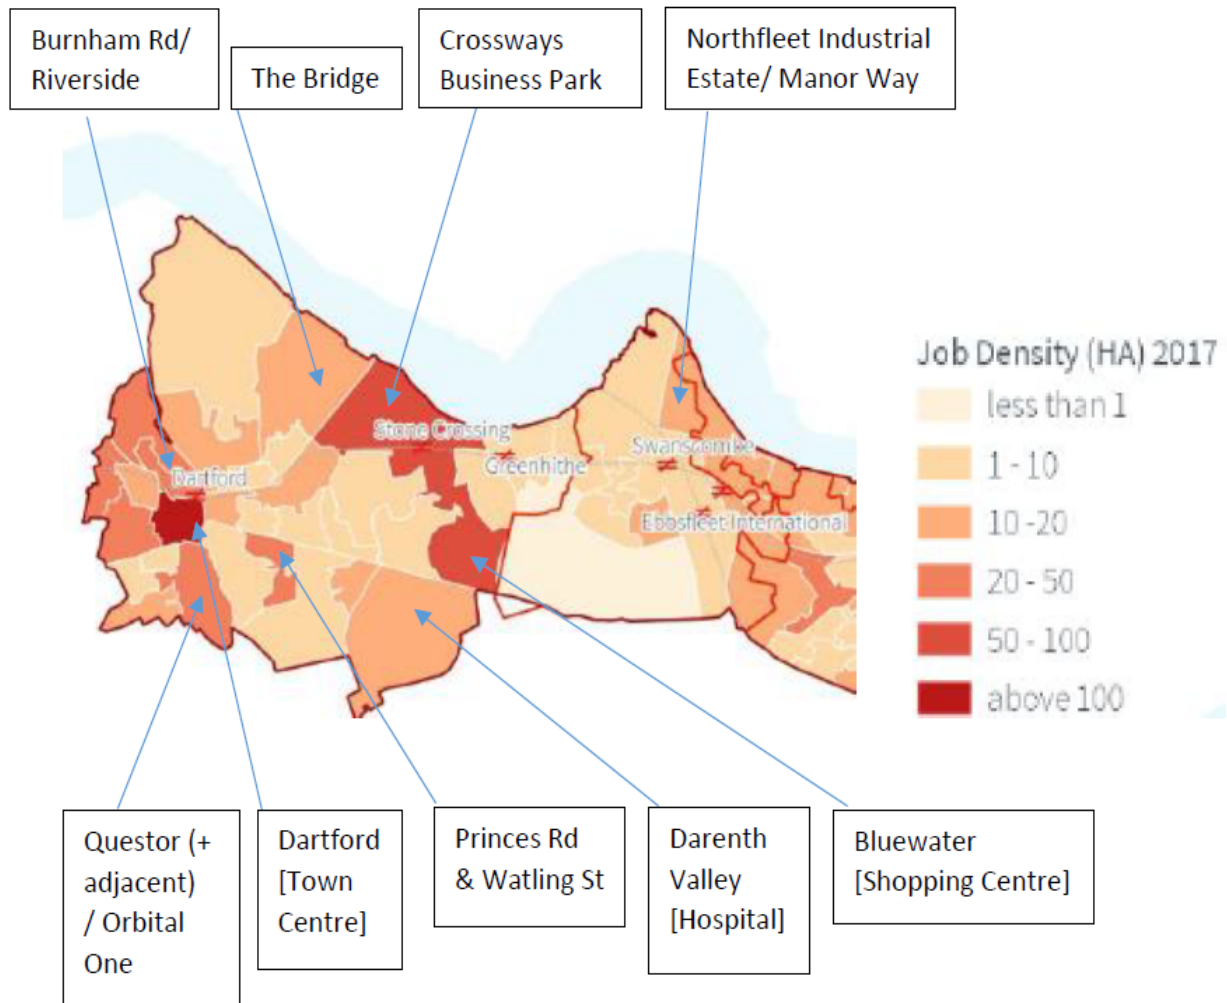 Burnham Rd/
Riverside
The Bridge
Crossways
Business Park
Northfleet Industrial
Estate/ Manor Way
Job Density (HA) 2017
less than 1
1 - 10
10 -20
20 - 50
50 - 100
above 100
Stone Crossing
Greenhithe
Swanscombe
Dartford
Ebbsfleet International
Questor (+
adjacent)
/ Orbital
One
Dartford
[Town
Centre]
Princes Rd
& Watling St
Darenth
Valley
[Hospital]
Bluewater
[Shopping Centre]